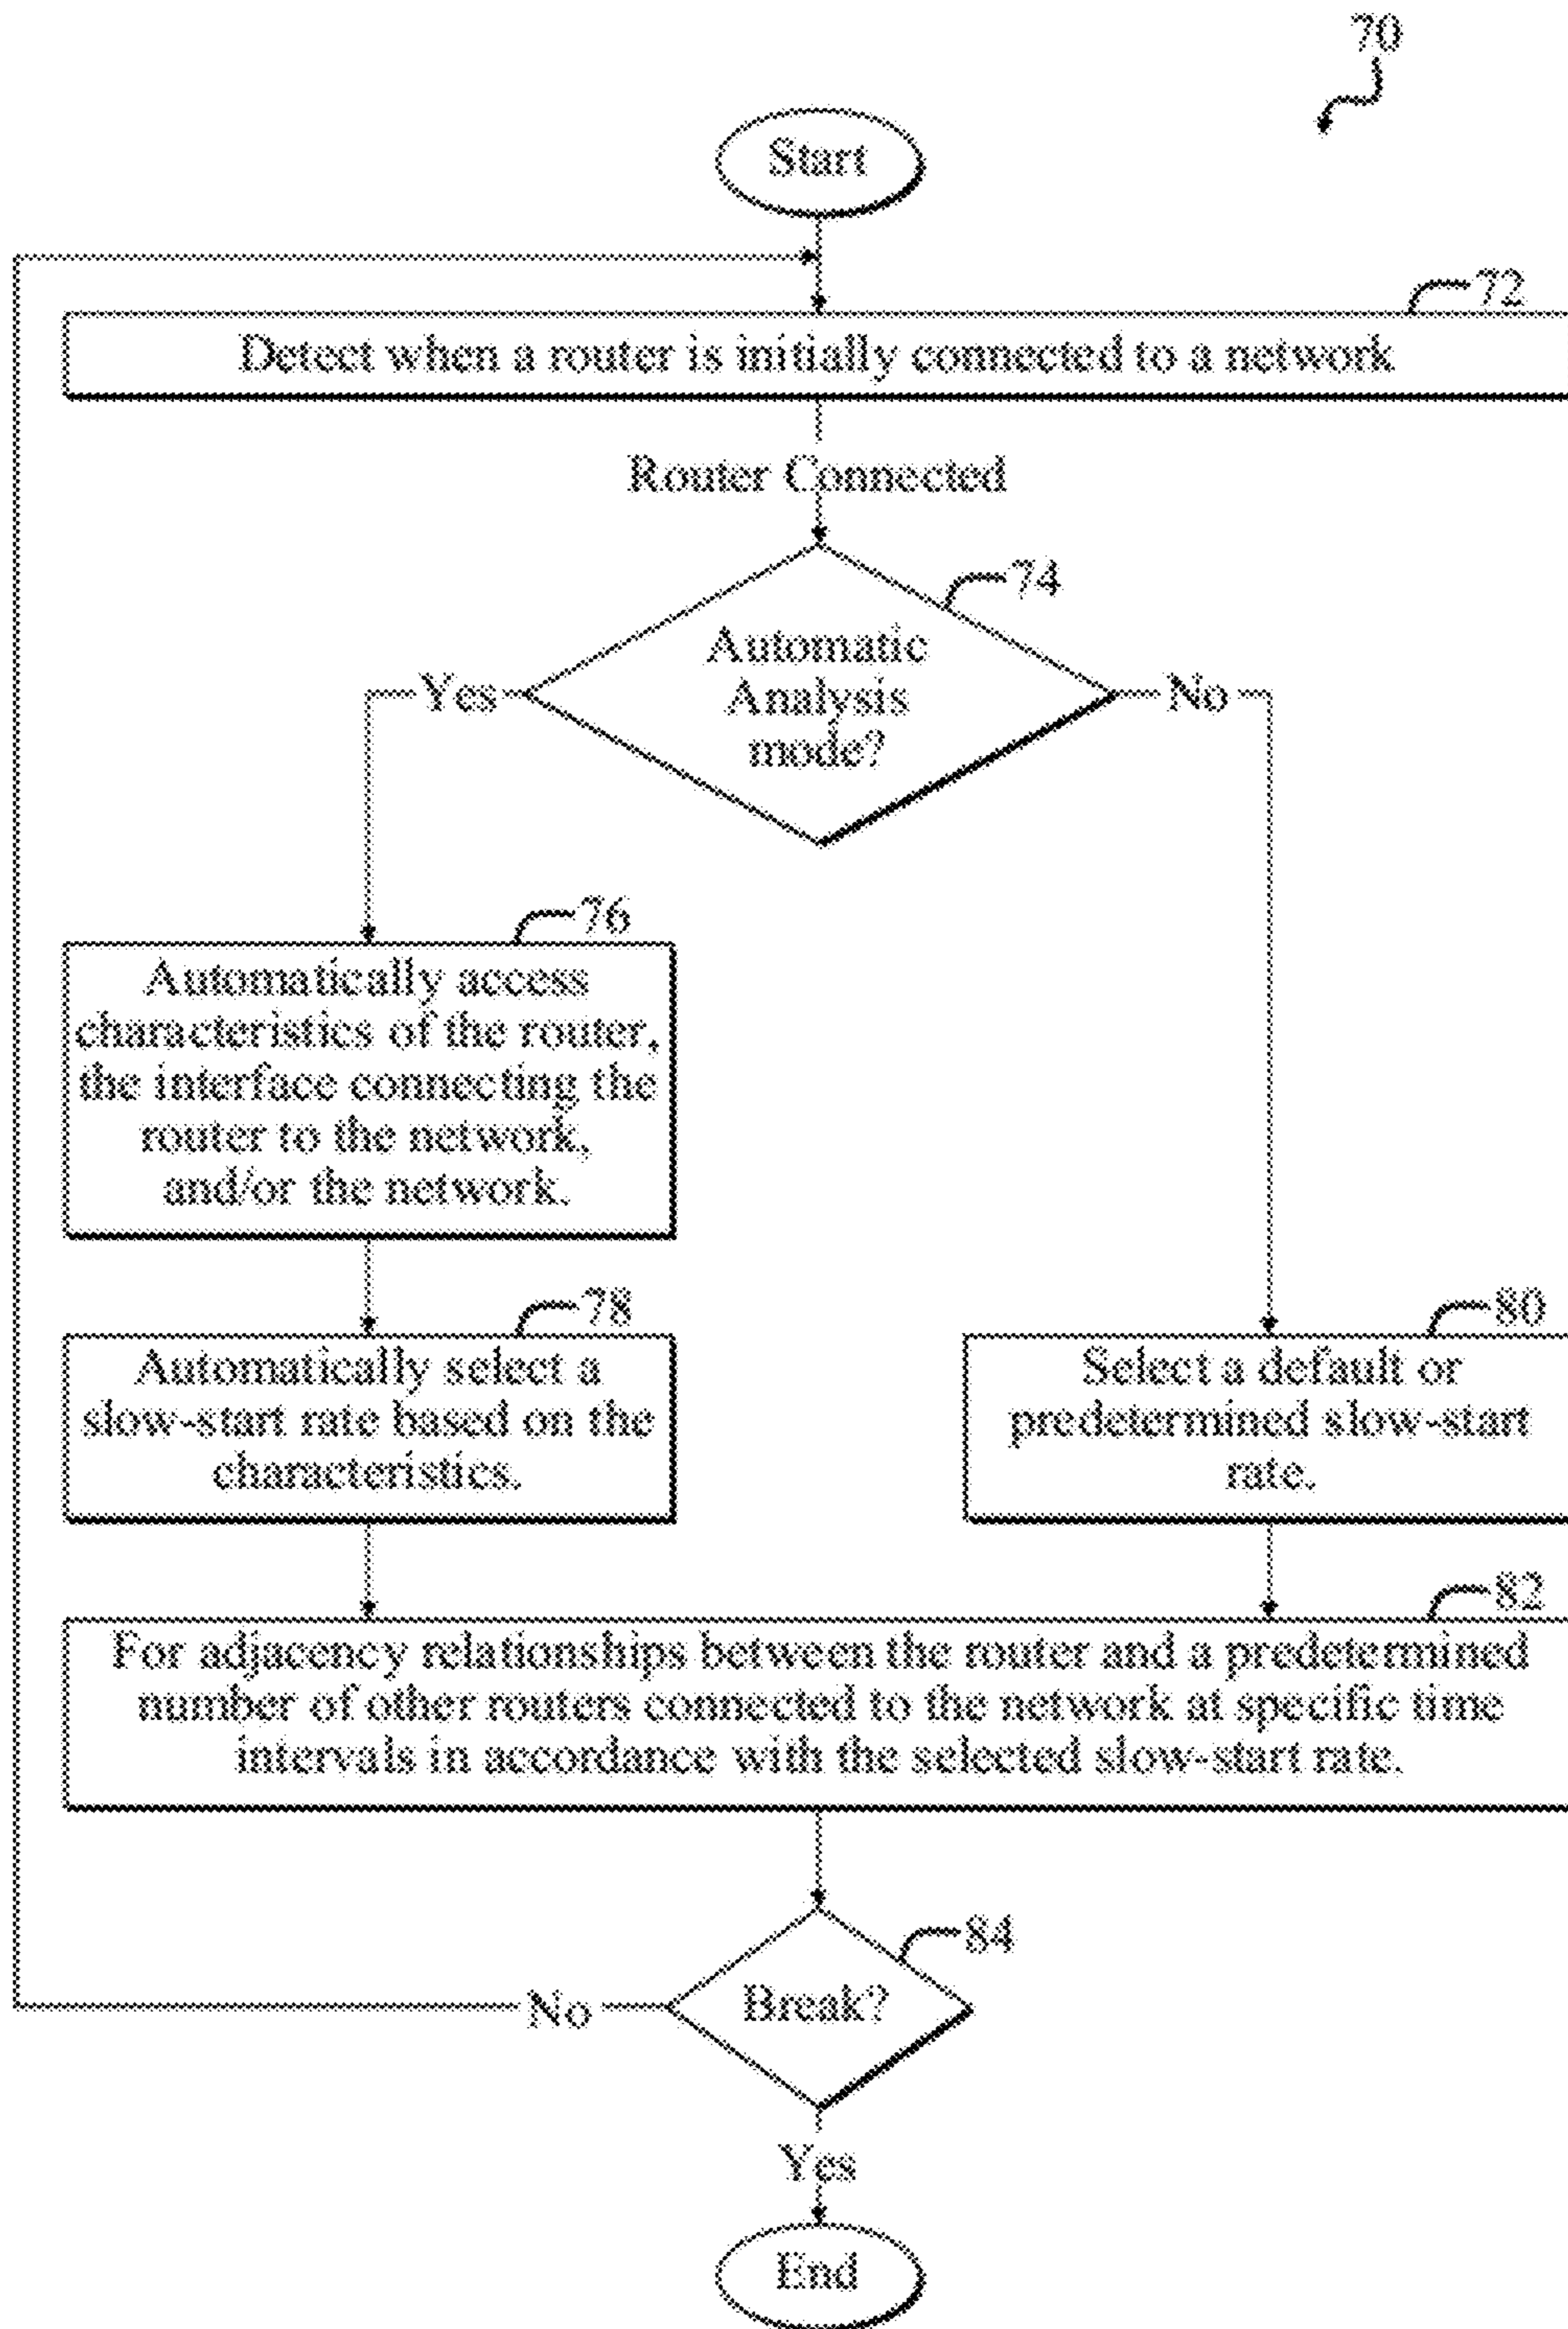 70
Start
72
Detect when a router is initially connected to a network
Router Connected
74
Automatic
Analysis
mode?
Yes
No
76
Automatically access
characteristics of the router,
the interface connecting the
router to the network,
and/or the network.
78
Automatically select a
slow-start rate based on the
characteristics.
80
Select a default or
predetermined slow-start
rate.
82
For adjacency relationships between the router and a predetermined
number of other routers connected to the network at specific time
intervals in accordance with the selected slow-start rate.
84
Break?
No
Yes
End